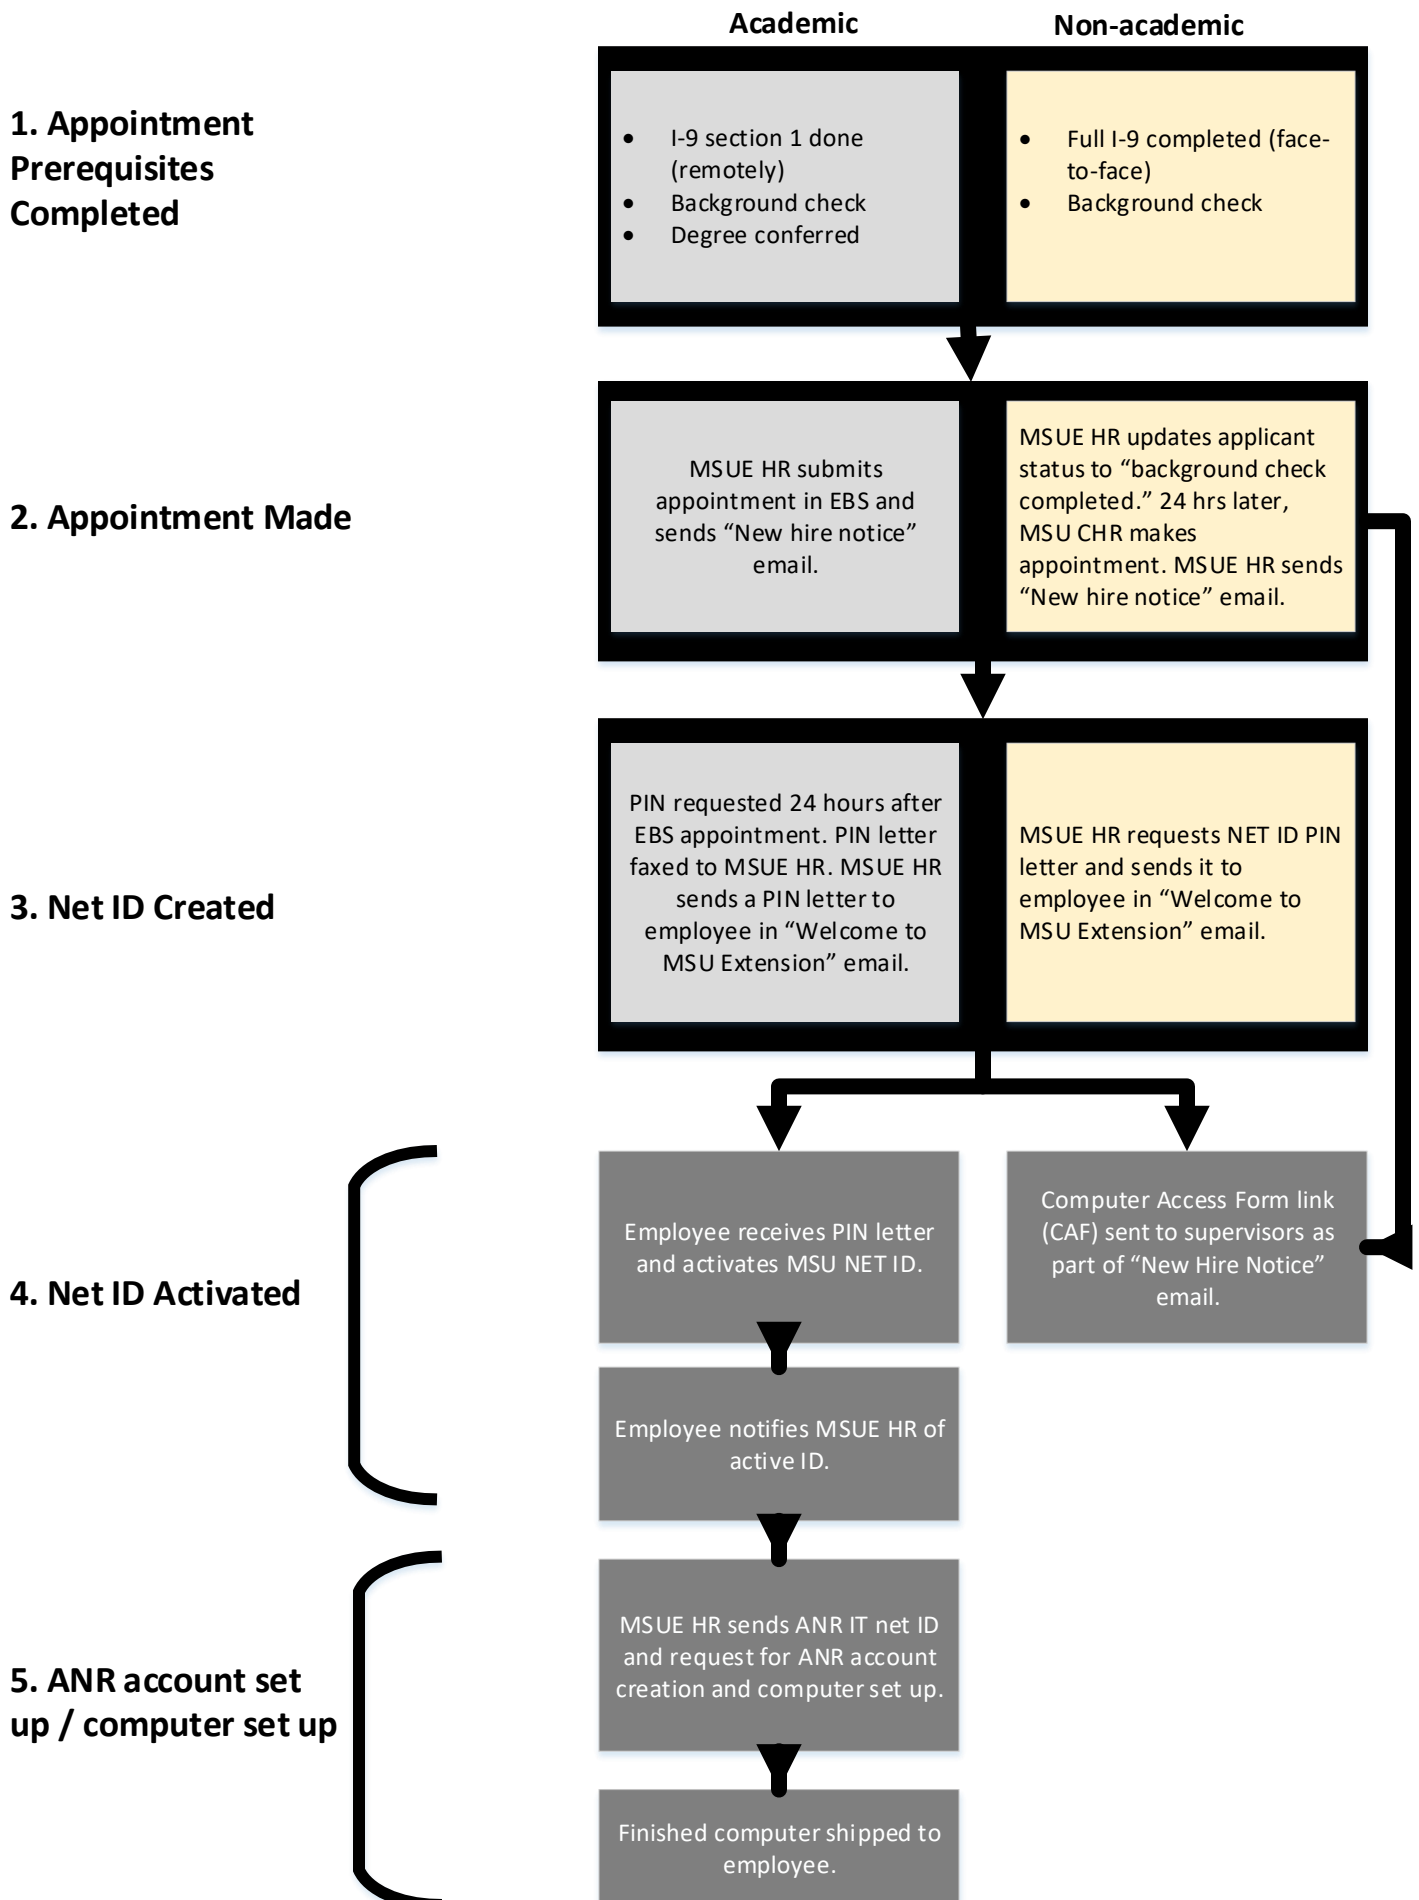 Academic
Non-academic
1. Appointment
Prerequisites
Completed
• I-9 section 1 done
(remotely)
• Background check
• Degree conferred
• Full I-9 completed (face-
to-face)
• Background check
2. Appointment Made
MSUE HR submits
appointment in EBS and
sends “New hire notice”
email.
MSUE HR updates applicant
status to “background check
completed.” 24 hrs later,
MSU CHR makes
appointment. MSUE HR sends
“New hire notice” email.
3. Net ID Created
PIN requested 24 hours after
EBS appointment. PIN letter
faxed to MSUE HR. MSUE HR
sends a PIN letter to
employee in “Welcome to
MSU Extension” email.
MSUE HR requests NET ID PIN
letter and sends it to
employee in “Welcome to
MSU Extension” email.
4. Net ID Activated
Employee receives PIN letter
and activates MSU NET ID.
Computer Access Form link
(CAF) sent to supervisors as
part of “New Hire Notice”
email.
Employee notifies MSUE HR of
active ID.
5. ANR account set
up / computer set up
MSUE HR sends ANR IT net ID
and request for ANR account
creation and computer set up.
Finished computer shipped to
employee.